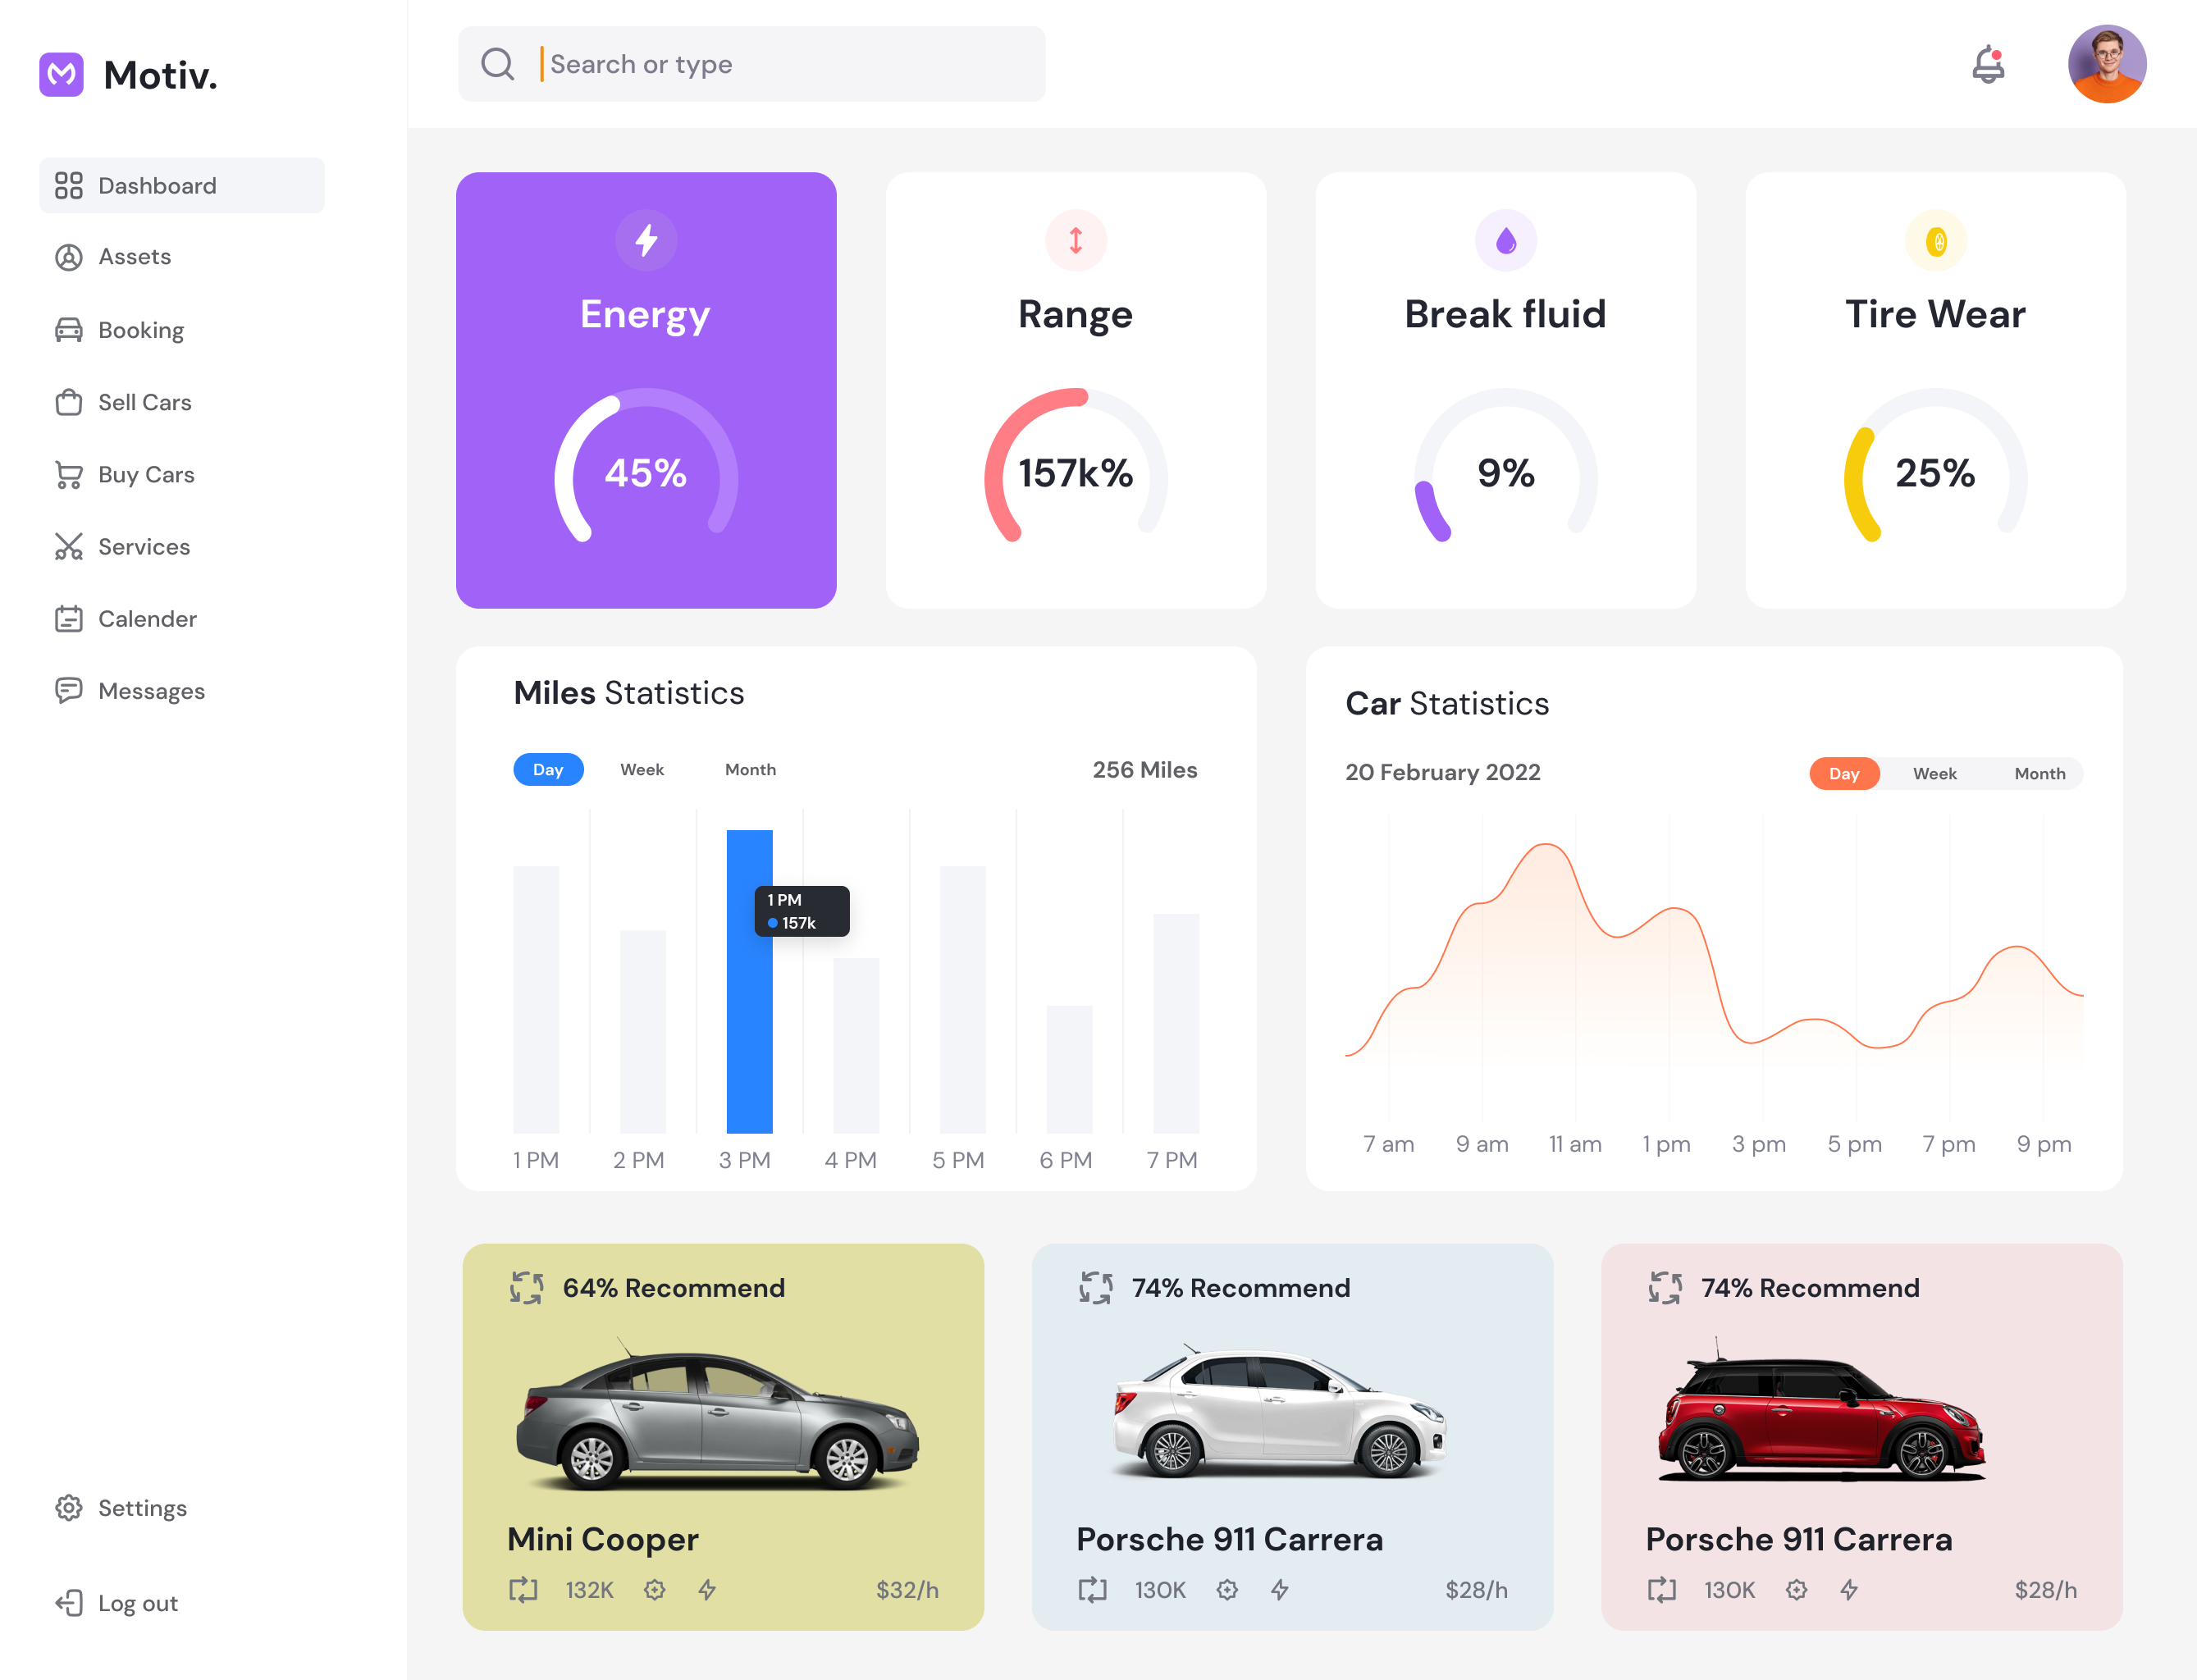 Motiv.
Search or type
Dashboard
Assets
Booking
Sell Cars
Buy Cars
Services
Calender
Messages
Settings
Log out
Energy
45%
Range
157k%
Break fluid
9%
Tire Wear
25%
Miles Statistics
Day Week Month 256 Miles
1 PM
157k
1 PM 2 PM 3 PM 4 PM 5 PM 6 PM 7 PM
Car Statistics
20 February 2022 Day Week Month
7 am 9 am 11 am 1 pm 3 pm 5 pm 7 pm 9 pm
64% Recommend
Mini Cooper
132K $32/h
74% Recommend
Porsche 911 Carrera
130K $28/h
74% Recommend
Porsche 911 Carrera
130K $28/h